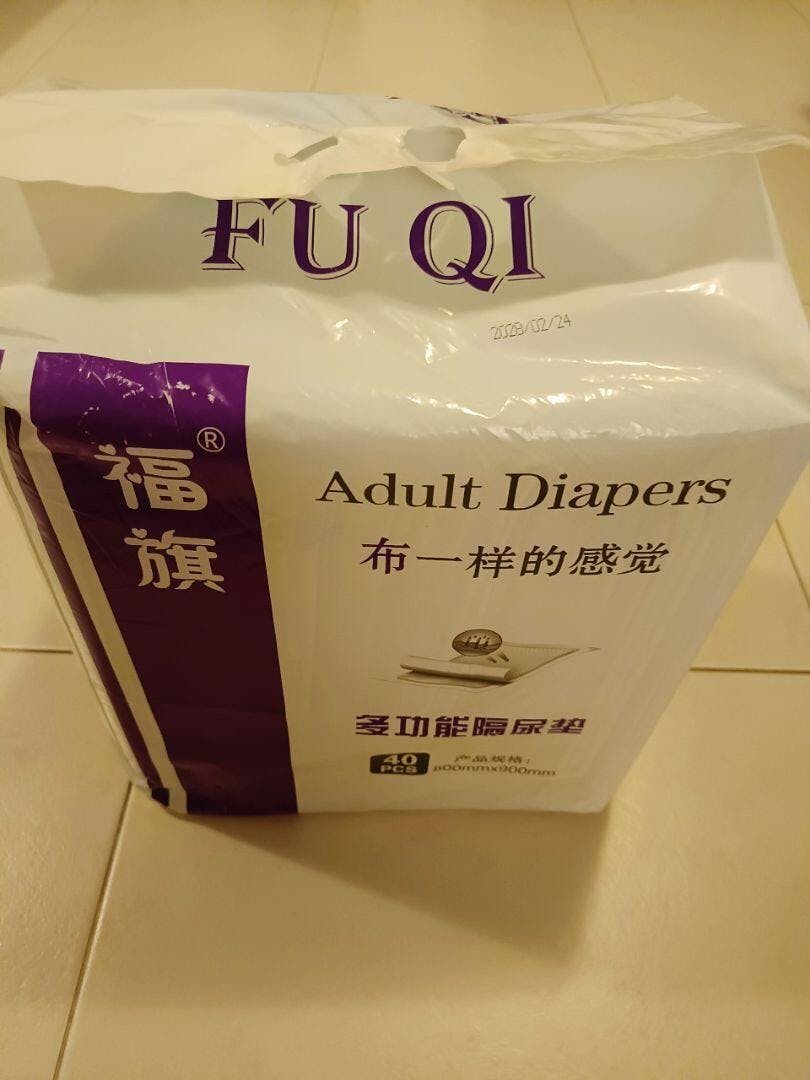 FU QI
2028/02/24
福旗®
Adult Diapers
布一样的感觉
多功能隔尿垫
40 PCS
产品规格: